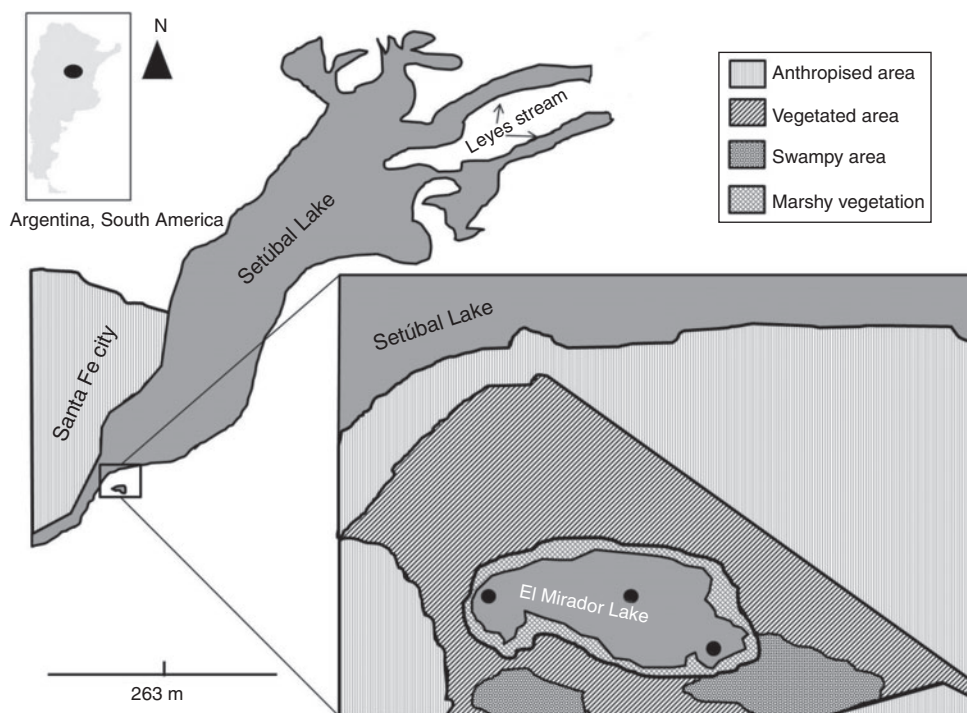 N
Argentina, South America
Leyes stream
Setúbal Lake
Santa Fe city
263 m
Anthropised area
Vegetated area
Swampy area
Marshy vegetation
Setúbal Lake
El Mirador Lake